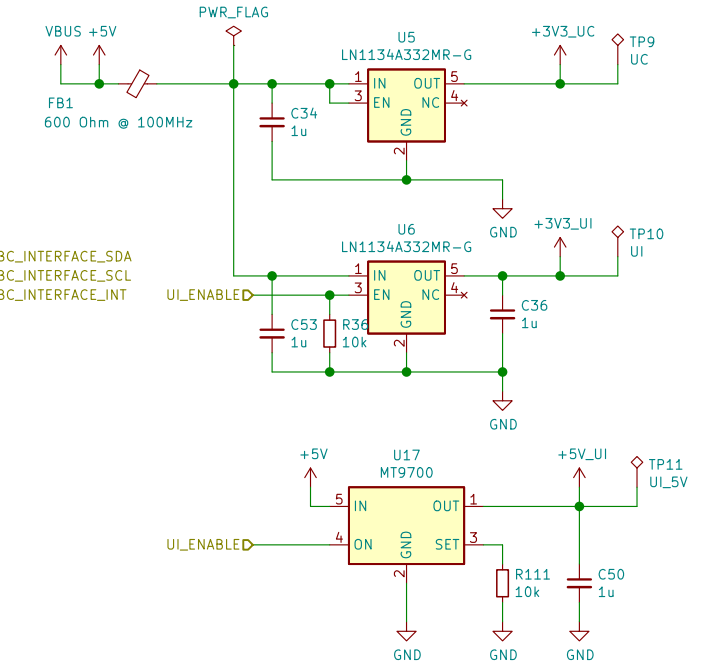 PWR_FLAG
VBUS +5V
FB1
600 Ohm @ 100MHz
C34
1u
U5
LN1134A332MR-G
1 IN OUT 5
3 EN NC 4
GND
2
+3V3_UC
TP9
UC
GND
BC_INTERFACE_SDA
BC_INTERFACE_SCL
BC_INTERFACE_INT
UI_ENABLE
U6
LN1134A332MR-G
1 IN OUT 5
3 EN NC 4
GND
2
C53
1u
R36
10k
+3V3_UI
TP10
UI
C36
1u
GND
+5V
UI_ENABLE
U17
MT9700
5 IN OUT 1
4 ON SET 3
GND
2
+5V_UI
TP11
UI_5V
R111
10k
C50
1u
GND
GND
GND